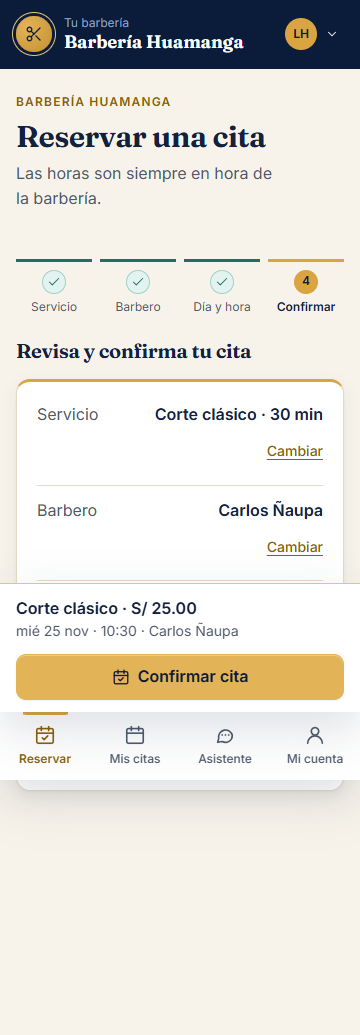 Tu barbería
Barbería Huamanga
LH
BARBERÍA HUAMANGA
Reservar una cita
Las horas son siempre en hora de
la barbería.
4
Servicio
Barbero
Día y hora
Confirmar
Revisa y confirma tu cita
Servicio
Corte clásico · 30 min
Cambiar
Barbero
Carlos Ñaupa
Cambiar
Corte clásico · S/ 25.00
mié 25 nov · 10:30 · Carlos Ñaupa
Confirmar cita
Reservar
Mis citas
Asistente
Mi cuenta